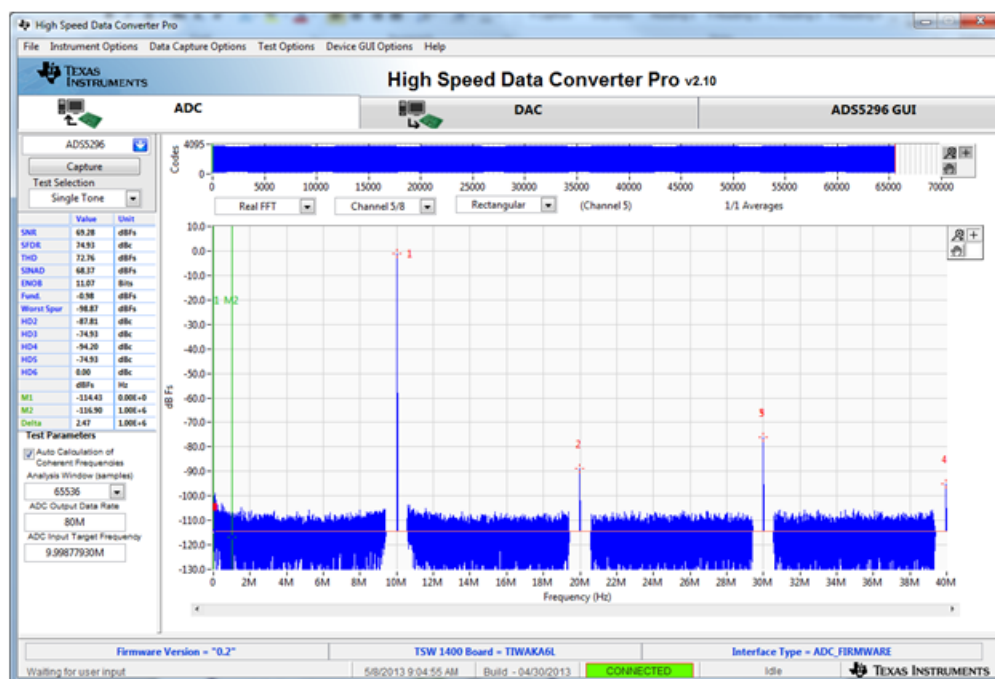 High Speed Data Converter Pro
File Instrument Options Data Capture Options Test Options Device GUI Options Help
TEXAS INSTRUMENTS
High Speed Data Converter Pro v2.10
ADC DAC ADS5296 GUI
ADS5296
Capture
Test Selection
Single Tone
Value Unit
SNR 69.28 dBFs
SFDR 74.93 dBc
THD 72.76 dBFs
SINAD 68.37 dBFs
ENOB 11.07 Bits
Fund. -0.98 dBFs
Worst Spur -98.87 dBFs
HD2 -87.81 dBc
HD3 -74.93 dBc
HD4 -94.20 dBc
HD5 -74.93 dBc
HD6 0.00 dBc
dBFs Hz
M1 -114.43 0.00E+0
M2 -116.90 1.00E+6
Delta 2.47 1.00E+6
Test Parameters
Auto Calculation of
Coherent Frequencies
Analysis Window (samples)
65536
ADC Output Data Rate
80M
ADC Input Target Frequency
9.99877930M
Codes
4095
0
0 5000 10000 15000 20000 25000 30000 35000 40000 45000 50000 55000 60000 65000 70000
Real FFT Channel 5/8 Rectangular (Channel 5) 1/1 Averages
10.0
0.0
-10.0
-20.0
-30.0
-40.0
-50.0
-60.0
-70.0
-80.0
-90.0
-100.0
-110.0
-120.0
-130.0
dB Fs
1
M2
2
4
0 2M 4M 6M 8M 10M 12M 14M 16M 18M 20M 22M 24M 26M 28M 30M 32M 34M 36M 38M 40M
Frequency (Hz)
Firmware Version = "0.2" TSW 1400 Board = TIWAKA6L Interface Type = ADC_FIRMWARE
Waiting for user input 5/8/2013 9:04:55 AM Build - 04/30/2013 CONNECTED Idle TEXAS INSTRUMENTS